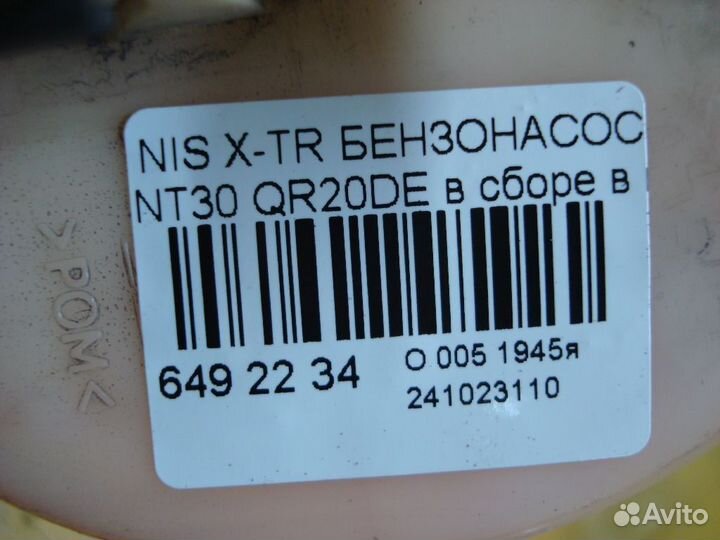 NIS X-TR БЕНЗОНАСОС
NT30 QR20DE в сборе в
649 22 34
О 005 1945я
241023110
>POM<
Avito